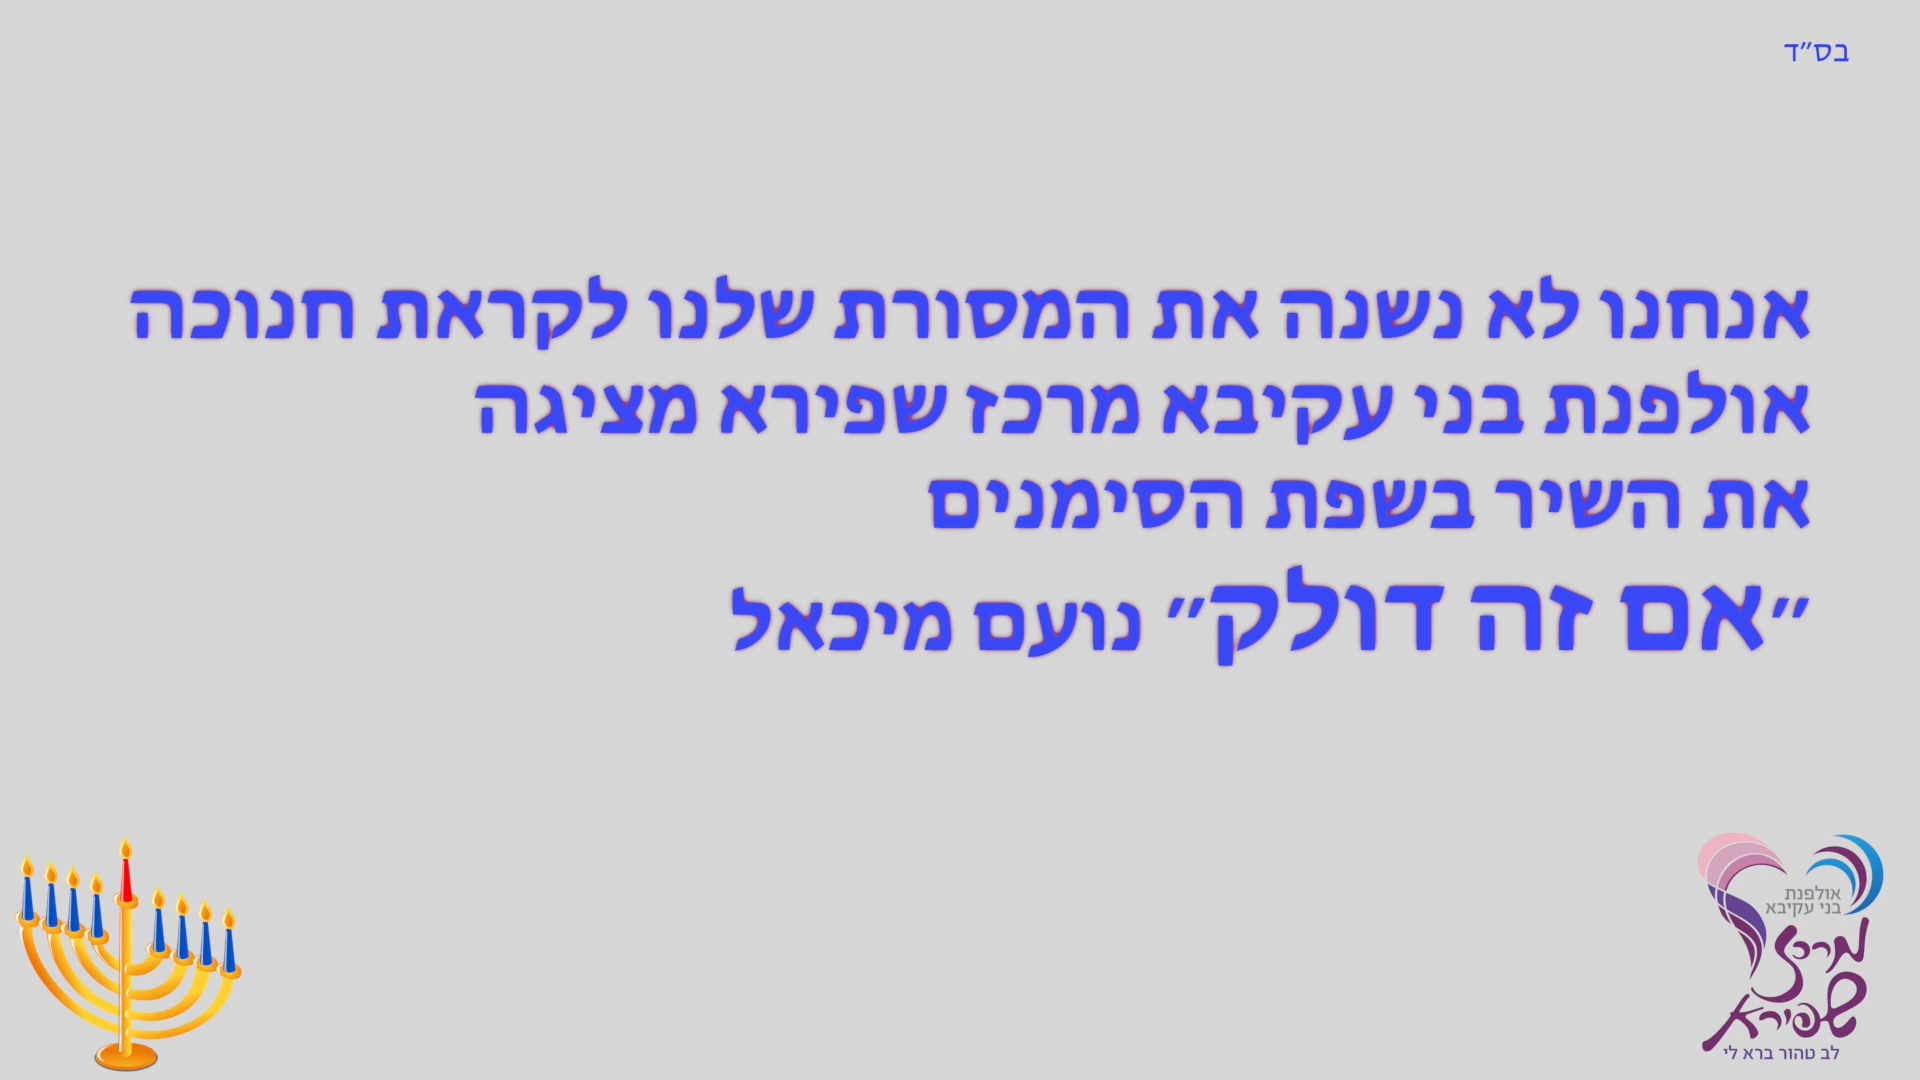 בס״ד
אנחנו לא נשנה את המסורת שלנו לקראת חנוכה
אולפנת בני עקיבא מרכז שפירא מציגה
את השיר בשפת הסימנים
״אם זה דולק״ נועם מיכאל
אולפנת
בני עקיבא
מרכז
שפירא
לב טהור ברא לי